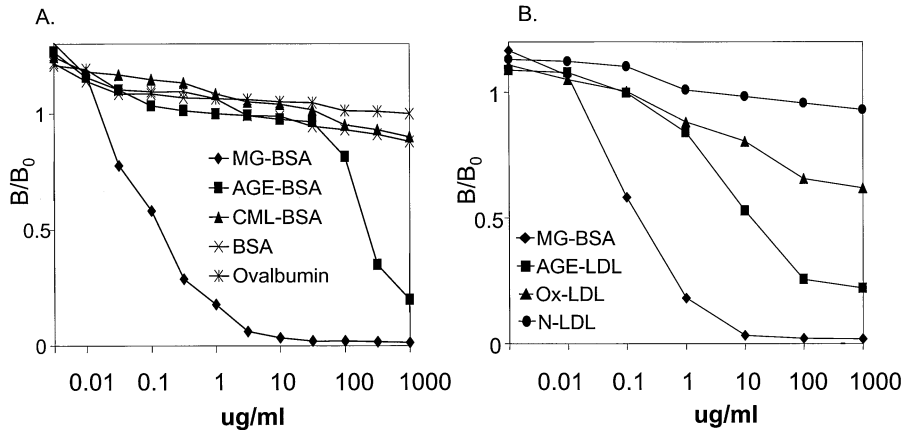 A.
B/B0
1
0.5
0
MG-BSA
AGE-BSA
CML-BSA
BSA
Ovalbumin
0.01 0.1 1 10 100 1000
ug/ml
B.
B/B0
1
0.5
0
MG-BSA
AGE-LDL
Ox-LDL
N-LDL
0.01 0.1 1 10 100 1000
ug/ml